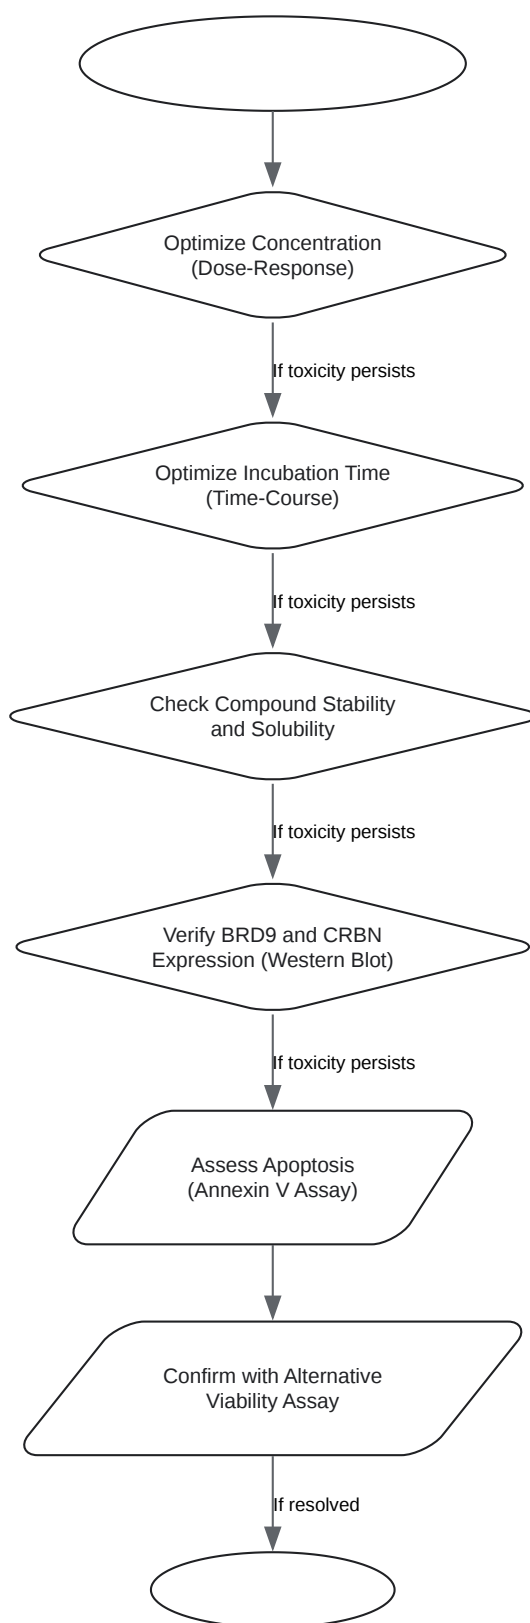 Optimize Concentration
(Dose-Response)
If toxicity persists
Optimize Incubation Time
(Time-Course)
If toxicity persists
Check Compound Stability
and Solubility
If toxicity persists
Verify BRD9 and CRBN
Expression (Western Blot)
If toxicity persists
Assess Apoptosis
(Annexin V Assay)
Confirm with Alternative
Viability Assay
If resolved